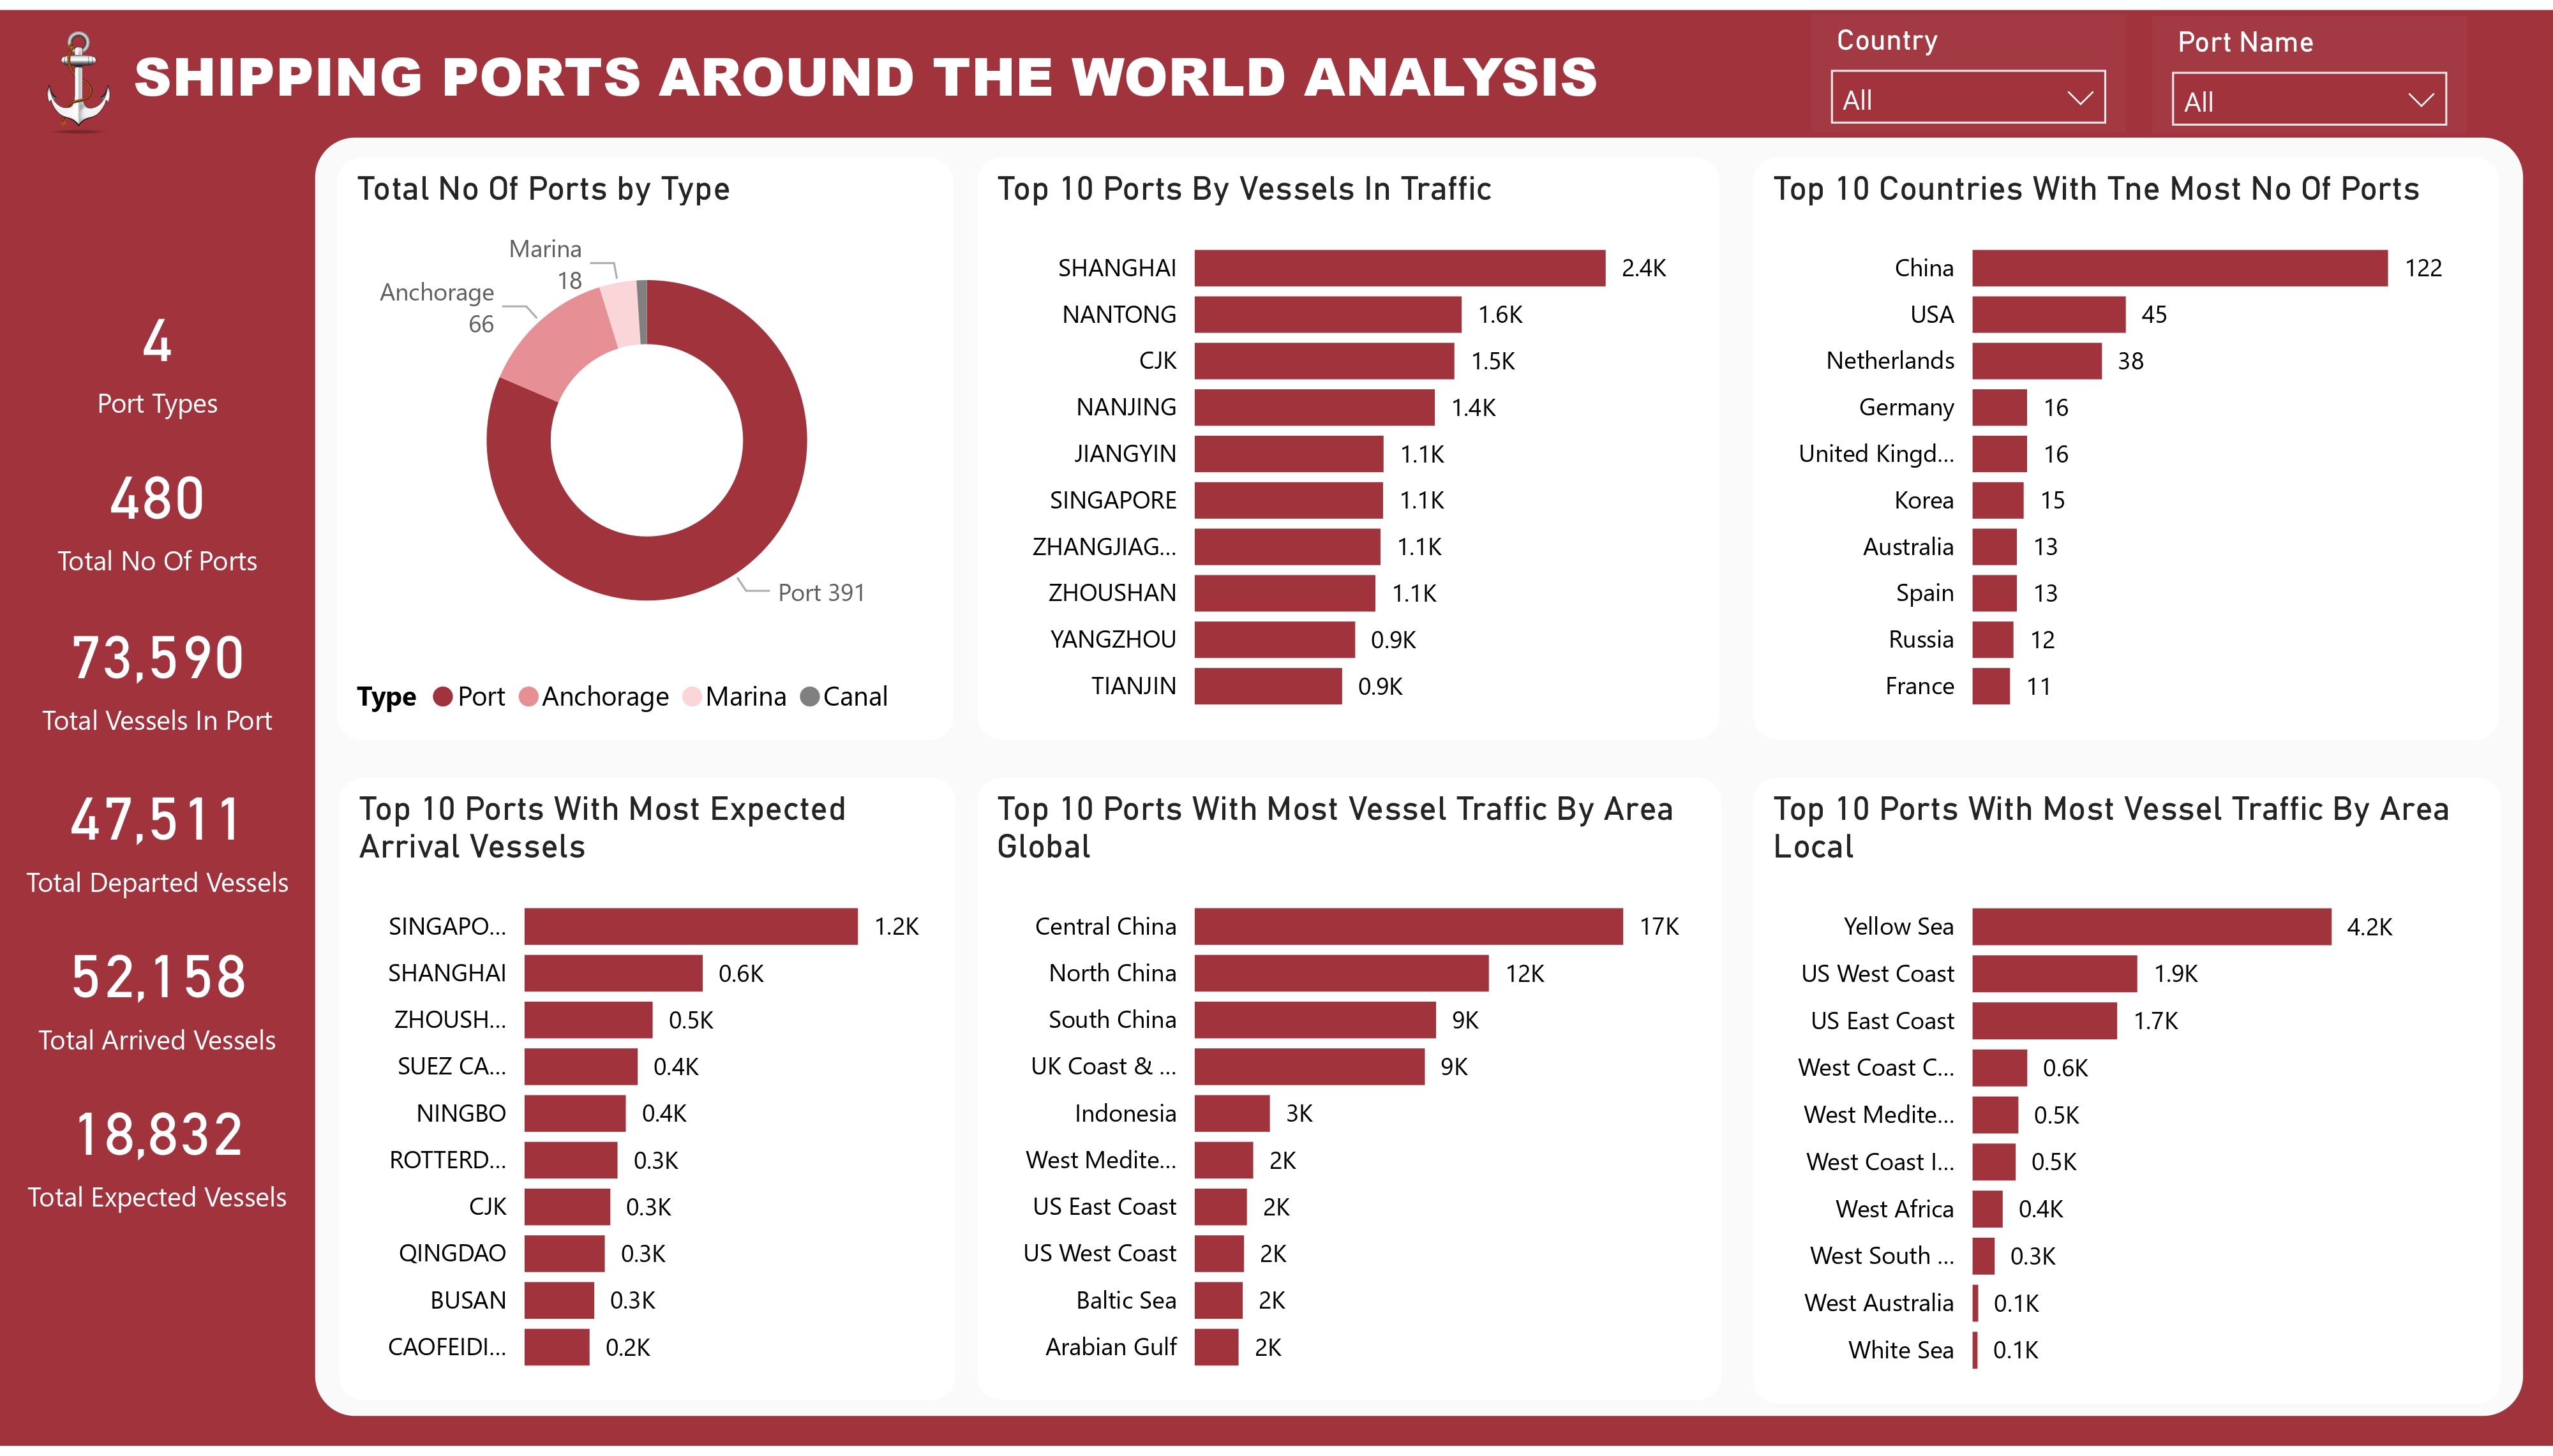 SHIPPING PORTS AROUND THE WORLD ANALYSIS
Country
All
Port Name
All
4
Port Types
480
Total No Of Ports
73,590
Total Vessels In Port
47,511
Total Departed Vessels
52,158
Total Arrived Vessels
18,832
Total Expected Vessels
Total No Of Ports by Type
Marina
18
Anchorage
66
Port 391
Type Port Anchorage Marina Canal
Top 10 Ports By Vessels In Traffic
SHANGHAI 2.4K
NANTONG 1.6K
CJK 1.5K
NANJING 1.4K
JIANGYIN 1.1K
SINGAPORE 1.1K
ZHANGJIAG... 1.1K
ZHOUSHAN 1.1K
YANGZHOU 0.9K
TIANJIN 0.9K
Top 10 Countries With Tne Most No Of Ports
China 122
USA 45
Netherlands 38
Germany 16
United Kingd... 16
Korea 15
Australia 13
Spain 13
Russia 12
France 11
Top 10 Ports With Most Expected
Arrival Vessels
SINGAPO... 1.2K
SHANGHAI 0.6K
ZHOUSH... 0.5K
SUEZ CA... 0.4K
NINGBO 0.4K
ROTTERD... 0.3K
CJK 0.3K
QINGDAO 0.3K
BUSAN 0.3K
CAOFEIDI... 0.2K
Top 10 Ports With Most Vessel Traffic By Area
Global
Central China 17K
North China 12K
South China 9K
UK Coast & ... 9K
Indonesia 3K
West Medite... 2K
US East Coast 2K
US West Coast 2K
Baltic Sea 2K
Arabian Gulf 2K
Top 10 Ports With Most Vessel Traffic By Area
Local
Yellow Sea 4.2K
US West Coast 1.9K
US East Coast 1.7K
West Coast C... 0.6K
West Medite... 0.5K
West Coast I... 0.5K
West Africa 0.4K
West South ... 0.3K
West Australia 0.1K
White Sea 0.1K